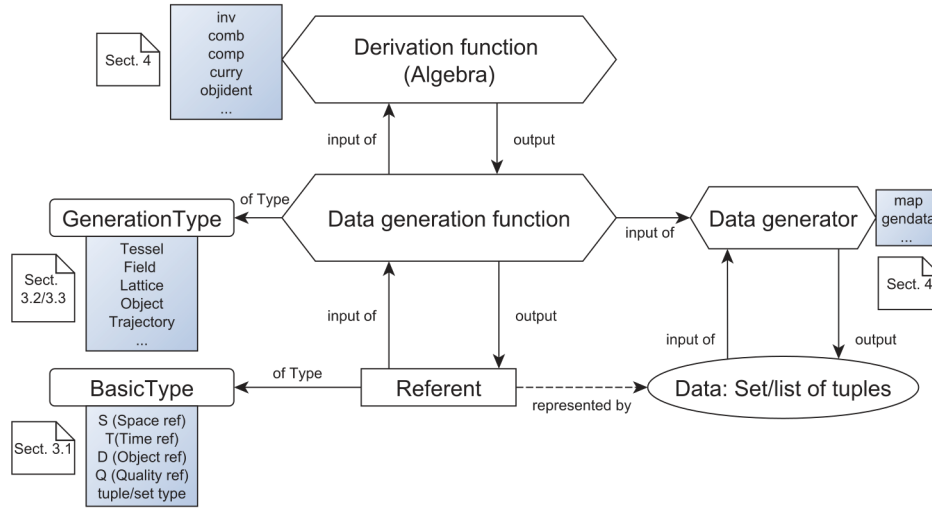 inv
comb
comp
curry
objident
...
Sect. 4
Derivation function
(Algebra)
input of
output
of Type
GenerationType
Data generation function
input of
Data generator
map
gendata
...
Tessel
Field
Lattice
Object
Trajectory
...
Sect.
3.2/3.3
Sect. 4
input of
output
input of
output
of Type
BasicType
Referent
represented by
Data: Set/list of tuples
S (Space ref)
T(Time ref)
D (Object ref)
Q (Quality ref)
tuple/set type
Sect. 3.1